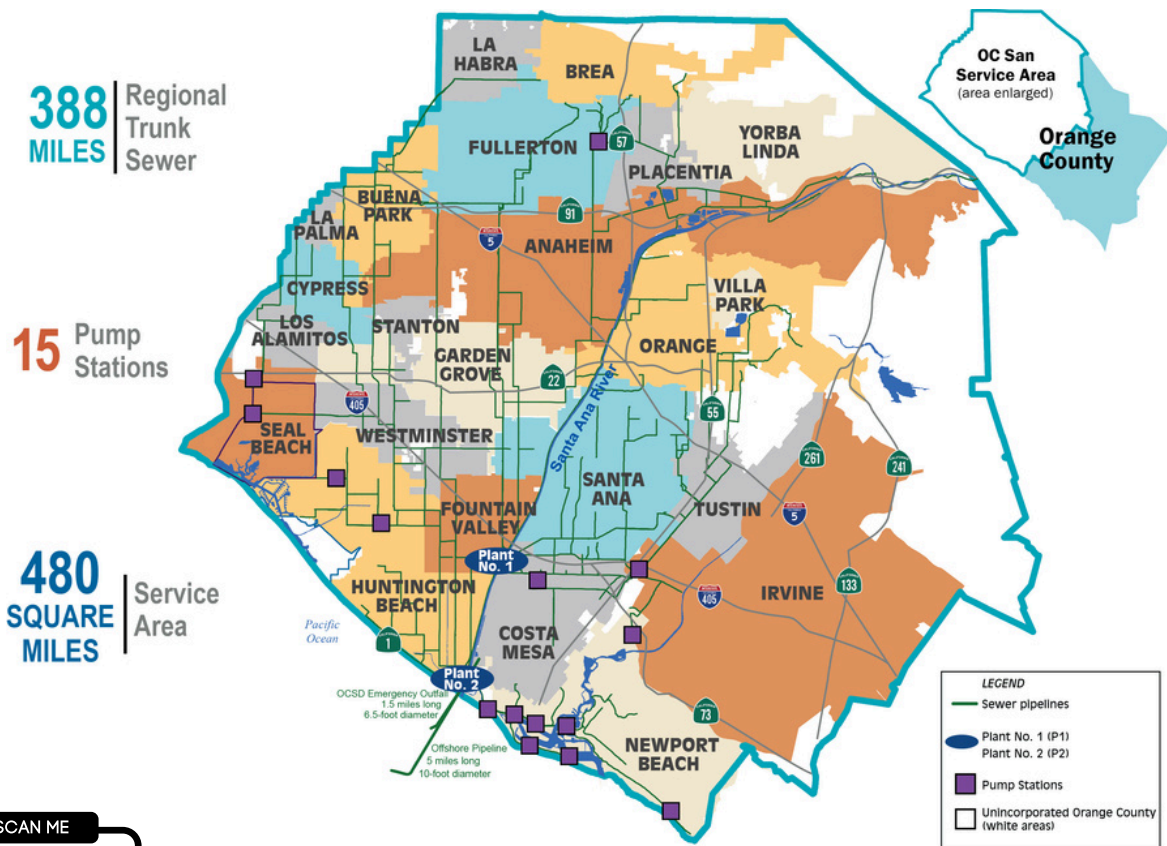 388
MILES
Regional
Trunk
Sewer
15
Pump
Stations
480
SQUARE
MILES
Service
Area
LA
HABRA
BREA
FULLERTON
57
YORBA
LINDA
PLACENTIA
BUENA
PARK
91
LA
PALMA
5
ANAHEIM
CYPRESS
VILLA
PARK
LOS
ALAMITOS
STANTON
GARDEN
GROVE
ORANGE
22
Santa Ana River
405
55
SEAL
BEACH
WESTMINSTER
261
241
SANTA
ANA
FOUNTAIN
VALLEY
TUSTIN
5
Plant
No. 1
HUNTINGTON
BEACH
405
133
IRVINE
Pacific
Ocean
1
COSTA
MESA
Plant
No. 2
OCSD Emergency Outfall
1.5 miles long
6.5-foot diameter
73
Offshore Pipeline
5 miles long
10-foot diameter
NEWPORT
BEACH
OC San
Service Area
(area enlarged)
Orange
County
LEGEND
Sewer pipelines
Plant No. 1 (P1)
Plant No. 2 (P2)
Pump Stations
Unincorporated Orange County
(white areas)
SCAN ME